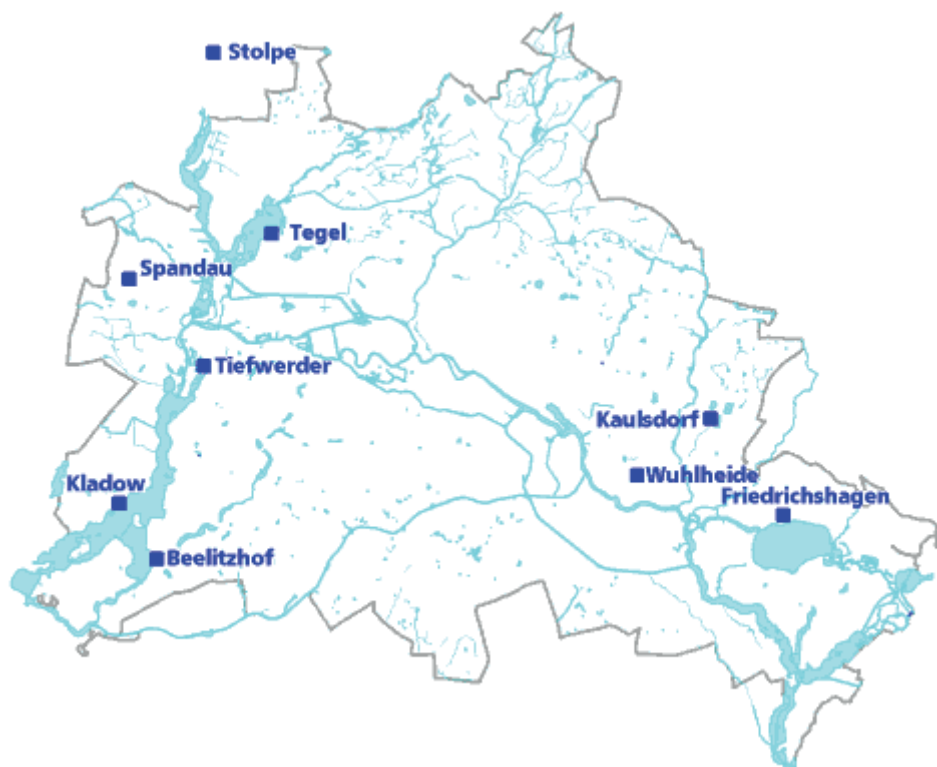 Stolpe
Tegel
Spandau
Tiefwerder
Kaulsdorf
Wuhlheide
Kladow
Friedrichshagen
Beelitzhof